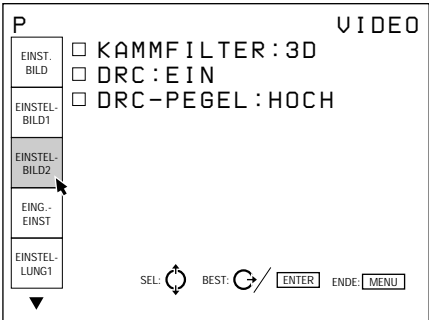 P VIDEO
EINST.
BILD
EINSTEL-
BILD1
EINSTEL-
BILD2
EING.-
EINST
EINSTEL-
LUNG1
□ KAMMFILTER:3D
□ DRC:EIN
□ DRC-PEGEL:HOCH
SEL: BEST: / ENTER ENDE: MENU